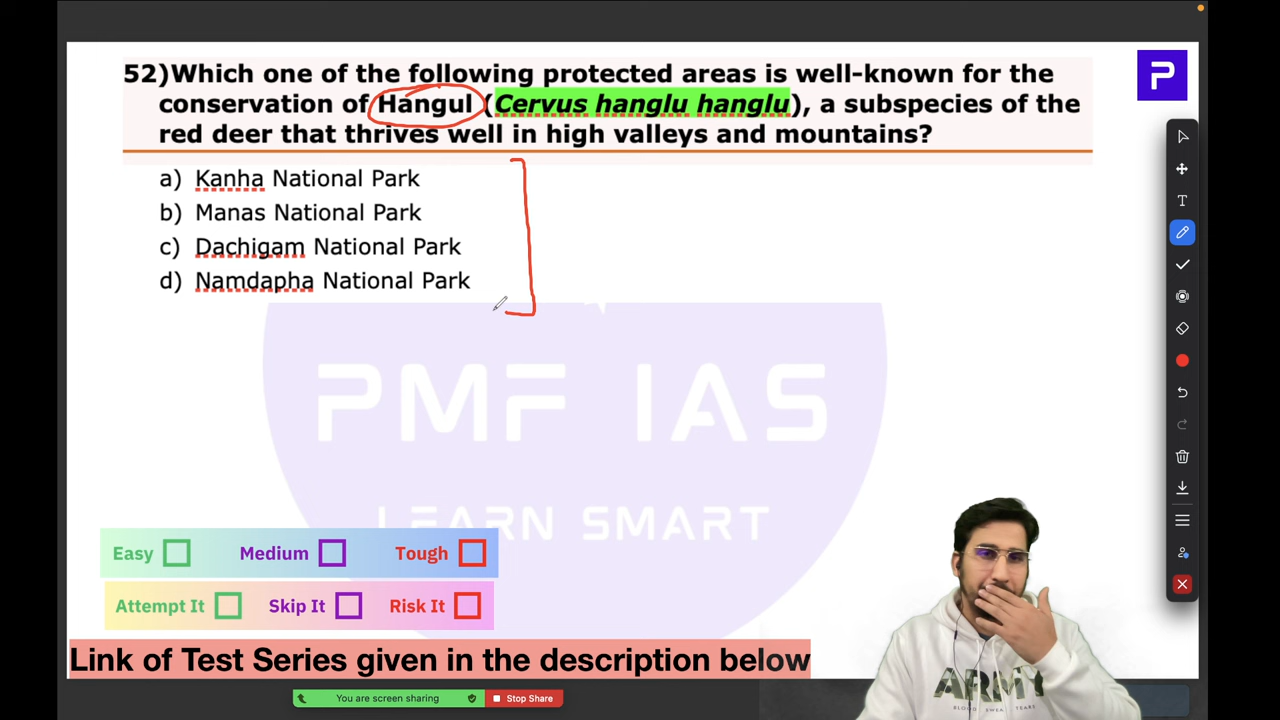 52)Which one of the following protected areas is well-known for the
conservation of Hangul (Cervus hanglu hanglu), a subspecies of the
red deer that thrives well in high valleys and mountains?
a) Kanha National Park
b) Manas National Park
c) Dachigam National Park
d) Namdapha National Park
PMF IAS
LEARN SMART
Easy Medium Tough
Attempt It Skip It Risk It
Link of Test Series given in the description below
You are screen sharing Stop Share
ARMY